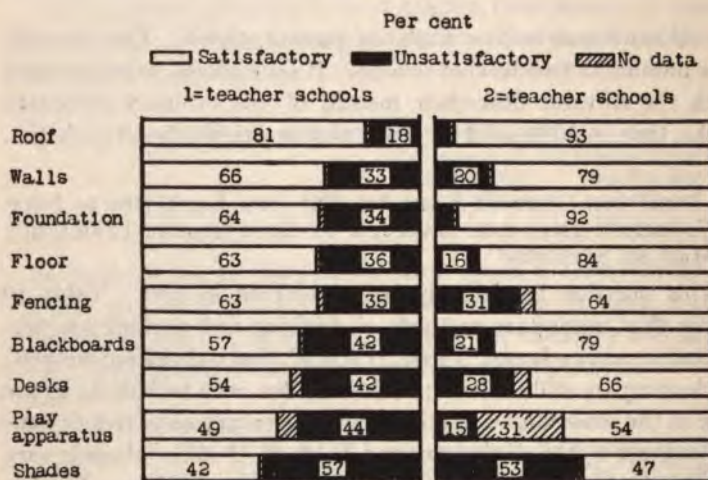 Per cent
Satisfactory Unsatisfactory No data
1=teacher schools 2=teacher schools
Roof 81 18 93
Walls 66 33 20 79
Foundation 64 34 92
Floor 63 36 16 84
Fencing 63 35 31 64
Blackboards 57 42 21 79
Desks 54 42 28 66
Play
apparatus 49 44 15 31 54
Shades 42 57 53 47